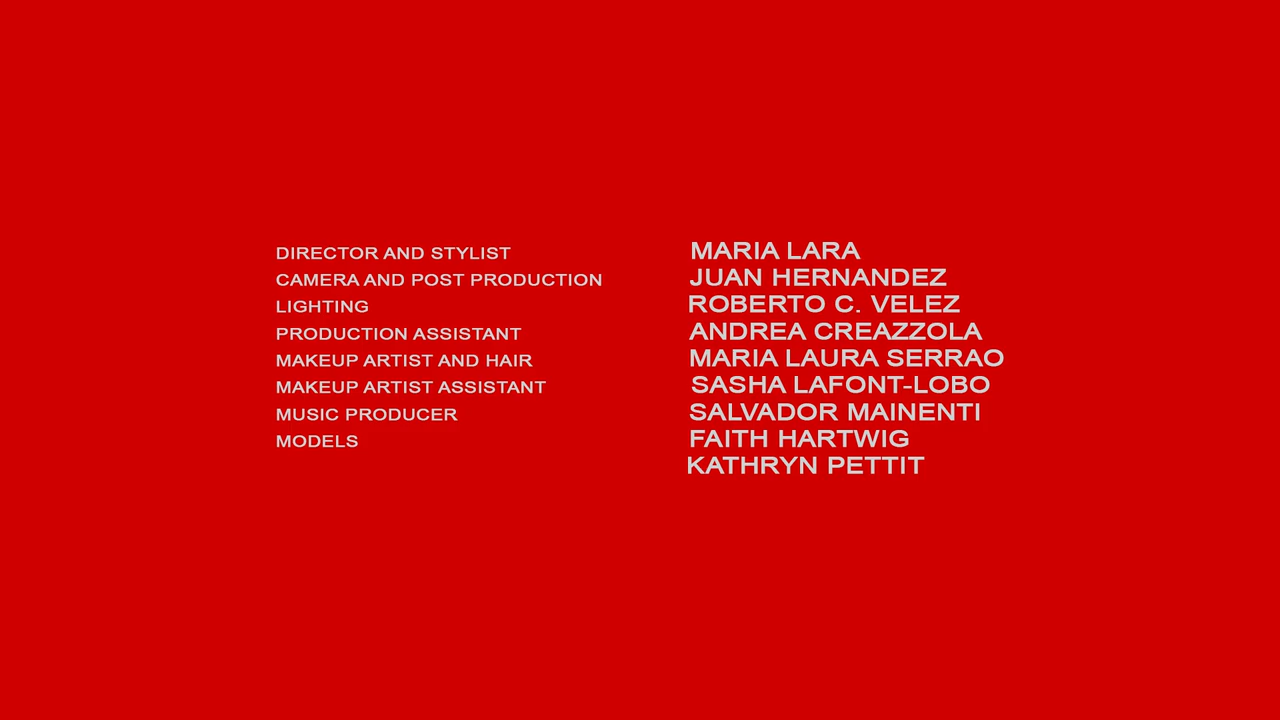 DIRECTOR AND STYLIST MARIA LARA
CAMERA AND POST PRODUCTION JUAN HERNANDEZ
LIGHTING ROBERTO C. VELEZ
PRODUCTION ASSISTANT ANDREA CREAZZOLA
MAKEUP ARTIST AND HAIR MARIA LAURA SERRAO
MAKEUP ARTIST ASSISTANT SASHA LAFONT-LOBO
MUSIC PRODUCER SALVADOR MAINENTI
MODELS FAITH HARTWIG
KATHRYN PETTIT